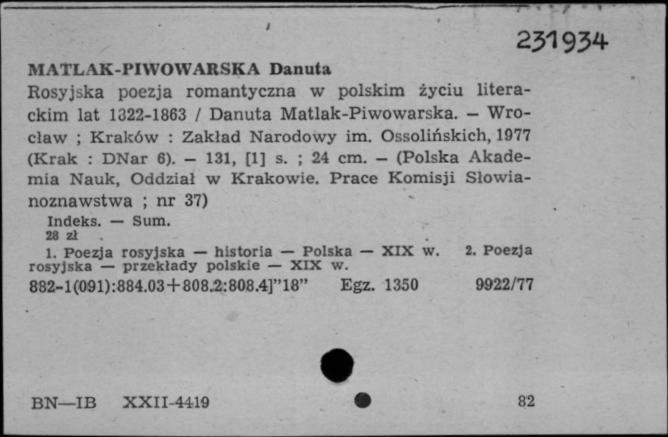 231934
MATLAK-PIWOWARSKA Danuta
Rosyjska poezja romantyczna w polskim życiu litera-
ckim lat 1822-1863 / Danuta Matlak-Piwowarska. — Wro-
cław ; Kraków : Zakład Narodowy im. Ossolińskich, 1977
(Krak : DNar 6). — 131, [1] s. ; 24 cm. — (Polska Akade-
mia Nauk, Oddział w Krakowie. Prace Komisji Słowia-
noznawstwa ; nr 37)
Indeks. — Sum.
28 zł
1. Poezja rosyjska — historia — Polska — XIX w. 2. Poezja
rosyjska — przekłady polskie — XIX w.
882-1(091):884.03+808.2:808.4]"18" Egz. 1350 9922/77
BN—IB XXII-4419 82